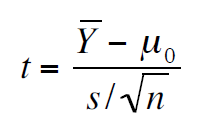 t = (Ȳ − μ₀) / (s/√n)